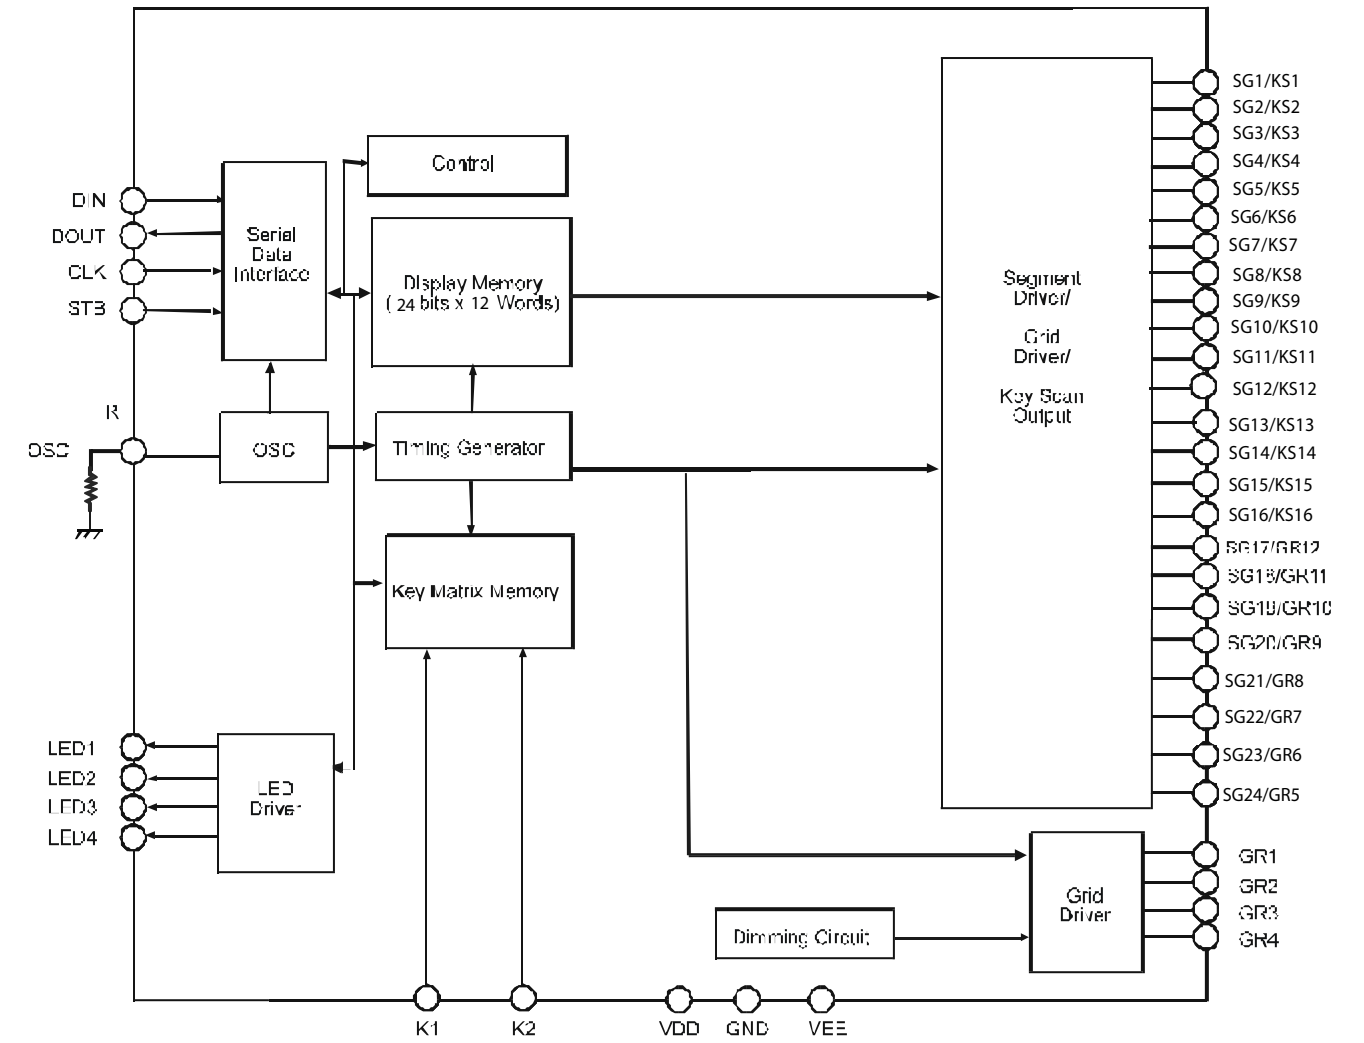 Control
DIN
DOUT
CLK
STB
Serial
Data
Interface
Display Memory
( 24 bits x 12 Words)
R
OSC
OSC
Timing Generator
Key Matrix Memory
LED1
LED2
LED3
LED4
LED
Driver
Segment
Driver/
Grid
Driver/
Key Scan
Output
SG1/KS1
SG2/KS2
SG3/KS3
SG4/KS4
SG5/KS5
SG6/KS6
SG7/KS7
SG8/KS8
SG9/KS9
SG10/KS10
SG11/KS11
SG12/KS12
SG13/KS13
SG14/KS14
SG15/KS15
SG16/KS16
SG17/GR12
SG18/GR11
SG19/GR10
SG20/GR9
SG21/GR8
SG22/GR7
SG23/GR6
SG24/GR5
Grid
Driver
GR1
GR2
GR3
GR4
Dimming Circuit
K1
K2
VDD
GND
VEE